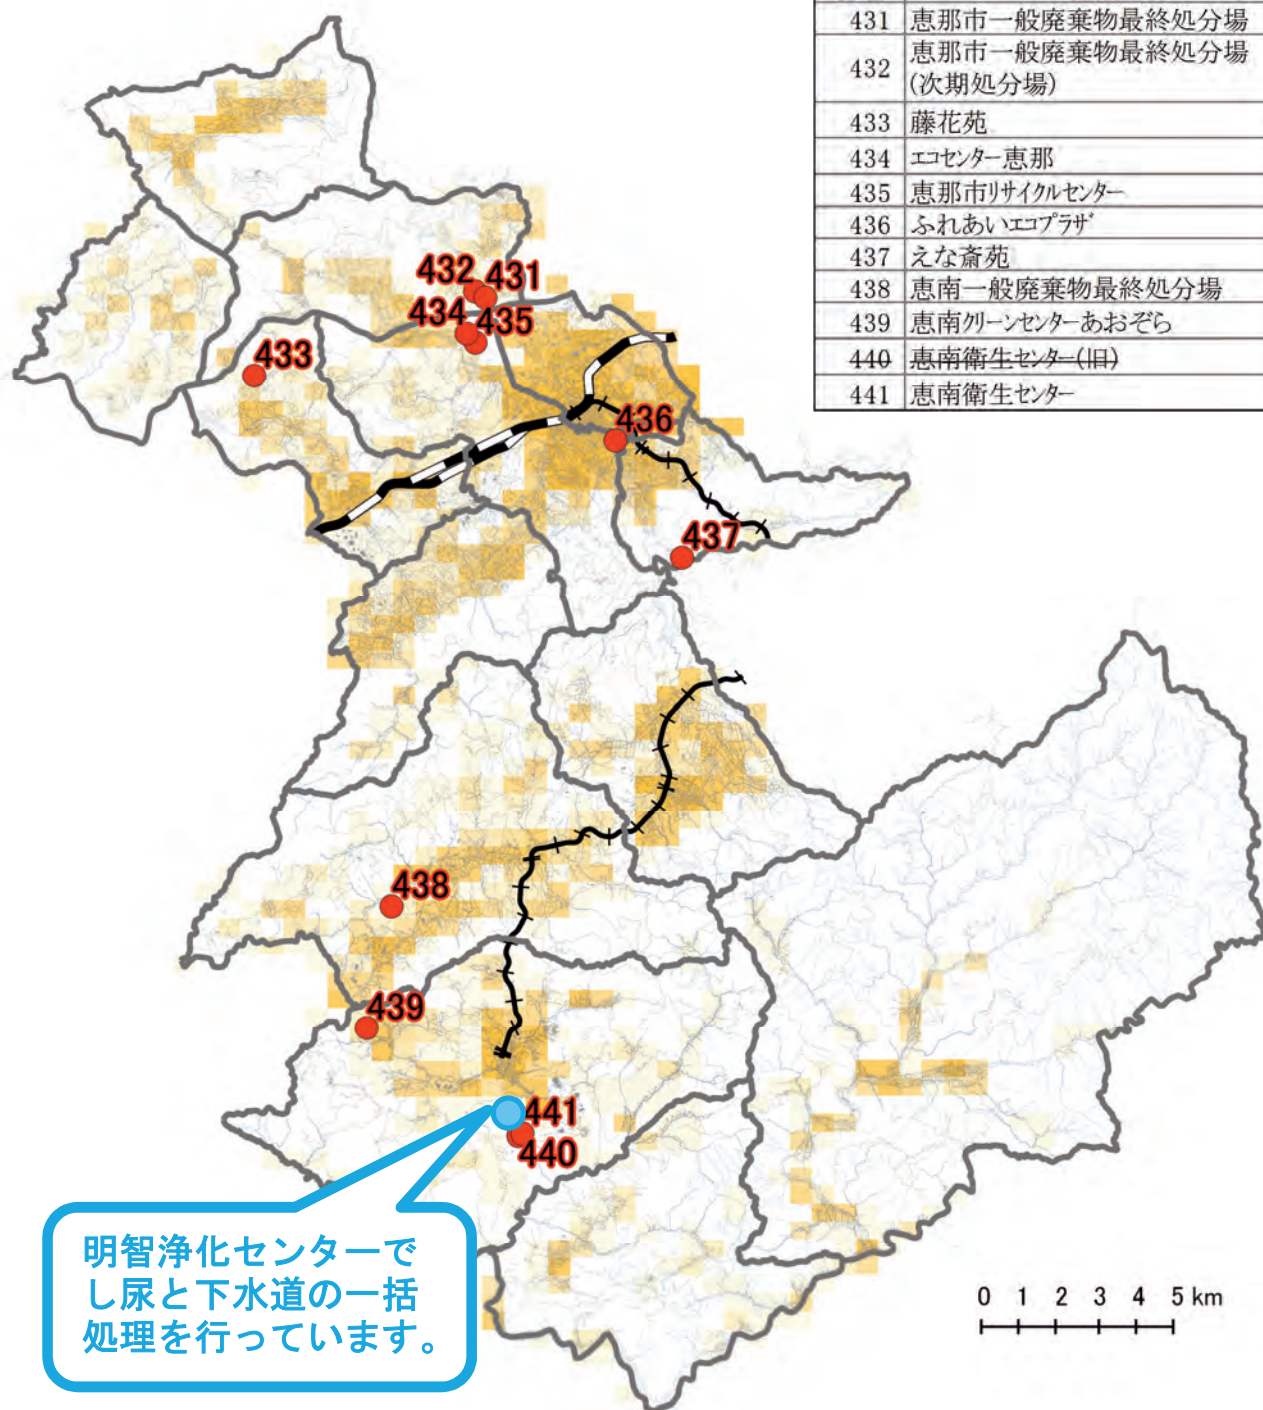 431 恵那市一般廃棄物最終処分場
432 恵那市一般廃棄物最終処分場
(次期処分場)
433 藤花苑
434 エコセンター恵那
435 恵那市リサイクルセンター
436 ふれあいエコプラザ
437 えな斎苑
438 恵南一般廃棄物最終処分場
439 恵南クリーンセンターあおぞら
440 恵南衛生センター(旧)
441 恵南衛生センター
432 431
434 435
433
436
437
438
439
441
440
明智浄化センターで
し尿と下水道の一括
処理を行っています。
0 1 2 3 4 5 km